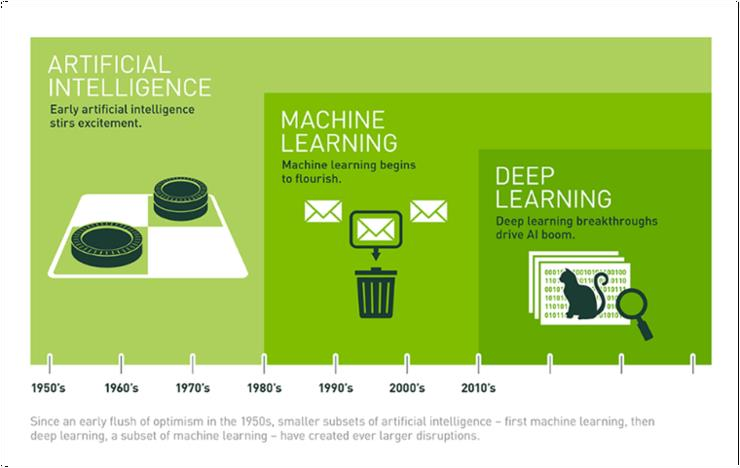 ARTIFICIAL
INTELLIGENCE
Early artificial intelligence
stirs excitement.
MACHINE
LEARNING
Machine learning begins
to flourish.
DEEP
LEARNING
Deep learning breakthroughs
drive AI boom.
1950's
1960's
1970's
1980's
1990's
2000's
2010's
Since an early flush of optimism in the 1950s, smaller subsets of artificial intelligence – first machine learning, then
deep learning, a subset of machine learning – have created ever larger disruptions.